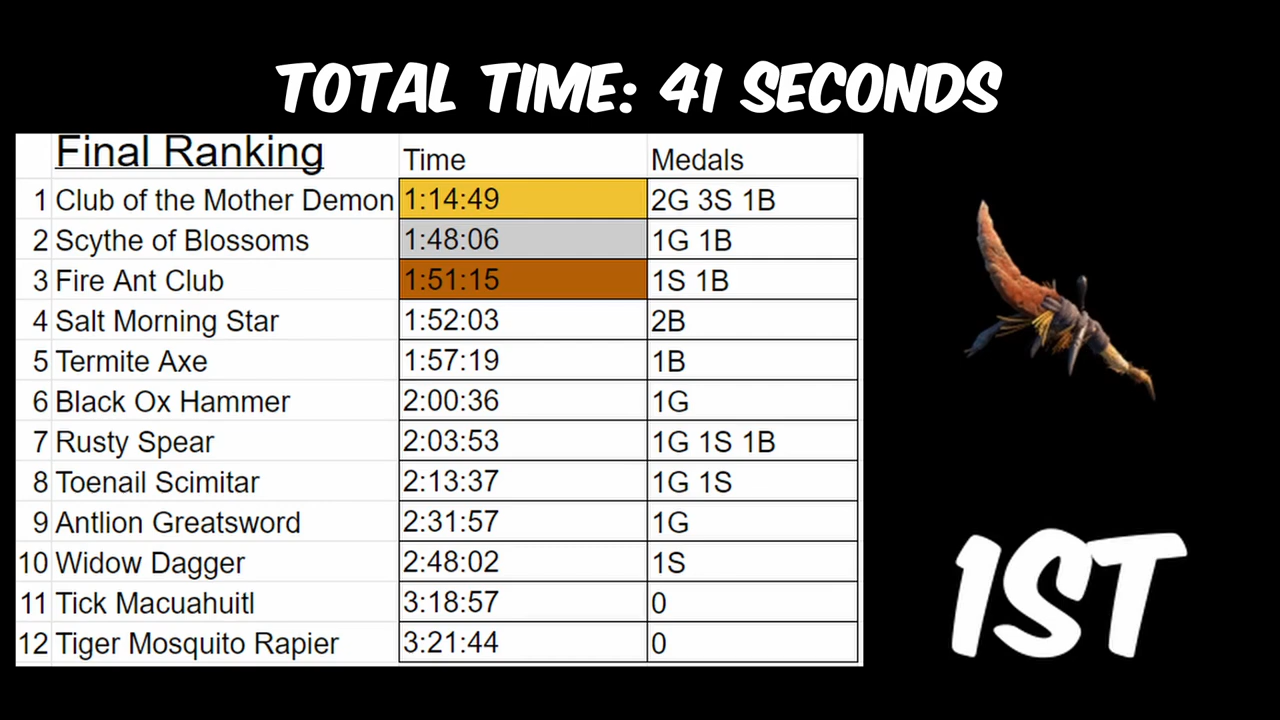 TOTAL TIME: 41 SECONDS
Final Ranking Time Medals
1 Club of the Mother Demon 1:14:49 2G 3S 1B
2 Scythe of Blossoms 1:48:06 1G 1B
3 Fire Ant Club 1:51:15 1S 1B
4 Salt Morning Star 1:52:03 2B
5 Termite Axe 1:57:19 1B
6 Black Ox Hammer 2:00:36 1G
7 Rusty Spear 2:03:53 1G 1S 1B
8 Toenail Scimitar 2:13:37 1G 1S
9 Antlion Greatsword 2:31:57 1G
10 Widow Dagger 2:48:02 1S
11 Tick Macuahuitl 3:18:57 0
12 Tiger Mosquito Rapier 3:21:44 0
1ST